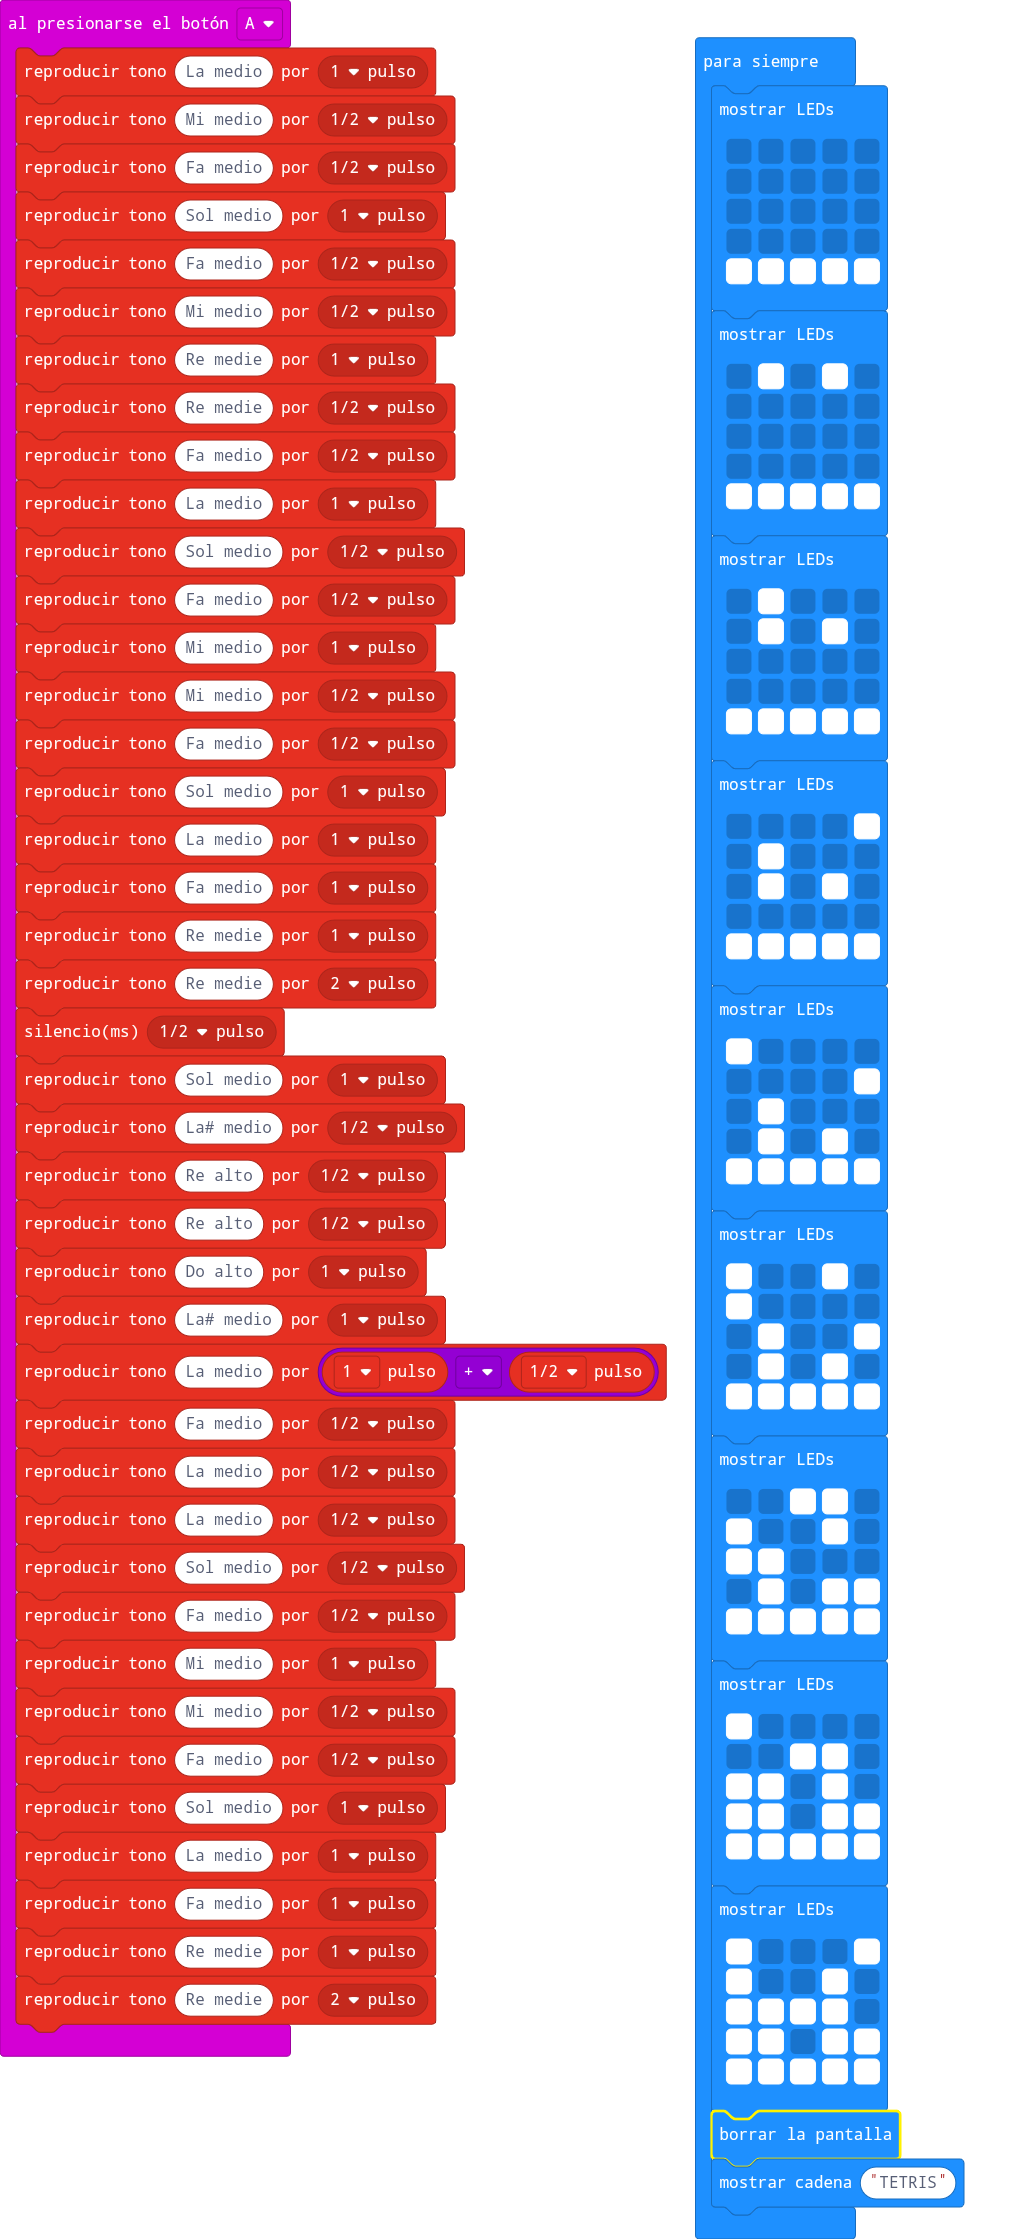 al presionarse el botón A
reproducir tono La medio por 1 pulso
reproducir tono Mi medio por 1/2 pulso
reproducir tono Fa medio por 1/2 pulso
reproducir tono Sol medio por 1 pulso
reproducir tono Fa medio por 1/2 pulso
reproducir tono Mi medio por 1/2 pulso
reproducir tono Re medie por 1 pulso
reproducir tono Re medie por 1/2 pulso
reproducir tono Fa medio por 1/2 pulso
reproducir tono La medio por 1 pulso
reproducir tono Sol medio por 1/2 pulso
reproducir tono Fa medio por 1/2 pulso
reproducir tono Mi medio por 1 pulso
reproducir tono Mi medio por 1/2 pulso
reproducir tono Fa medio por 1/2 pulso
reproducir tono Sol medio por 1 pulso
reproducir tono La medio por 1 pulso
reproducir tono Fa medio por 1 pulso
reproducir tono Re medie por 1 pulso
reproducir tono Re medie por 2 pulso
silencio(ms) 1/2 pulso
reproducir tono Sol medio por 1 pulso
reproducir tono La# medio por 1/2 pulso
reproducir tono Re alto por 1/2 pulso
reproducir tono Re alto por 1/2 pulso
reproducir tono Do alto por 1 pulso
reproducir tono La# medio por 1 pulso
reproducir tono La medio por 1 pulso + 1/2 pulso
reproducir tono Fa medio por 1/2 pulso
reproducir tono La medio por 1/2 pulso
reproducir tono La medio por 1/2 pulso
reproducir tono Sol medio por 1/2 pulso
reproducir tono Fa medio por 1/2 pulso
reproducir tono Mi medio por 1 pulso
reproducir tono Mi medio por 1/2 pulso
reproducir tono Fa medio por 1/2 pulso
reproducir tono Sol medio por 1 pulso
reproducir tono La medio por 1 pulso
reproducir tono Fa medio por 1 pulso
reproducir tono Re medie por 1 pulso
reproducir tono Re medie por 2 pulso
para siempre
mostrar LEDs
mostrar LEDs
mostrar LEDs
mostrar LEDs
mostrar LEDs
mostrar LEDs
mostrar LEDs
mostrar LEDs
mostrar LEDs
borrar la pantalla
mostrar cadena "TETRIS"